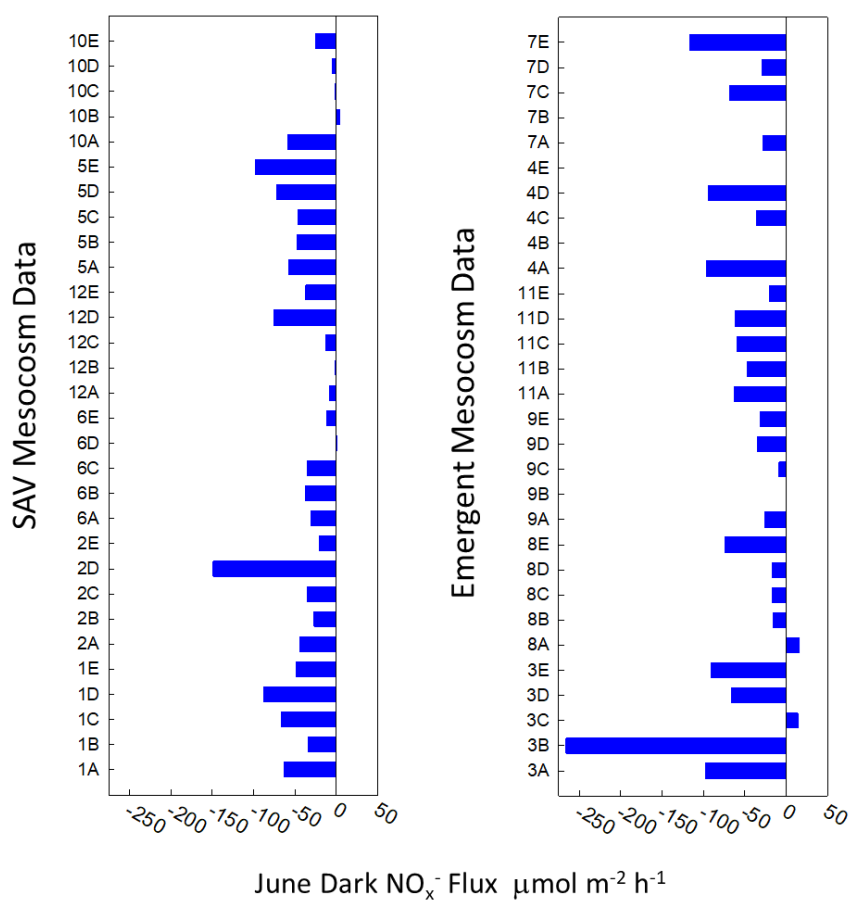 SAV Mesocosm Data
10E
10D
10C
10B
10A
5E
5D
5C
5B
5A
12E
12D
12C
12B
12A
6E
6D
6C
6B
6A
2E
2D
2C
2B
2A
1E
1D
1C
1B
1A
-250 -200 -150 -100 -50 0 50
Emergent Mesocosm Data
7E
7D
7C
7B
7A
4E
4D
4C
4B
4A
11E
11D
11C
11B
11A
9E
9D
9C
9B
9A
8E
8D
8C
8B
8A
3E
3D
3C
3B
3A
-250 -200 -150 -100 -50 0 50
June Dark NOₓ⁻ Flux μmol m⁻² h⁻¹